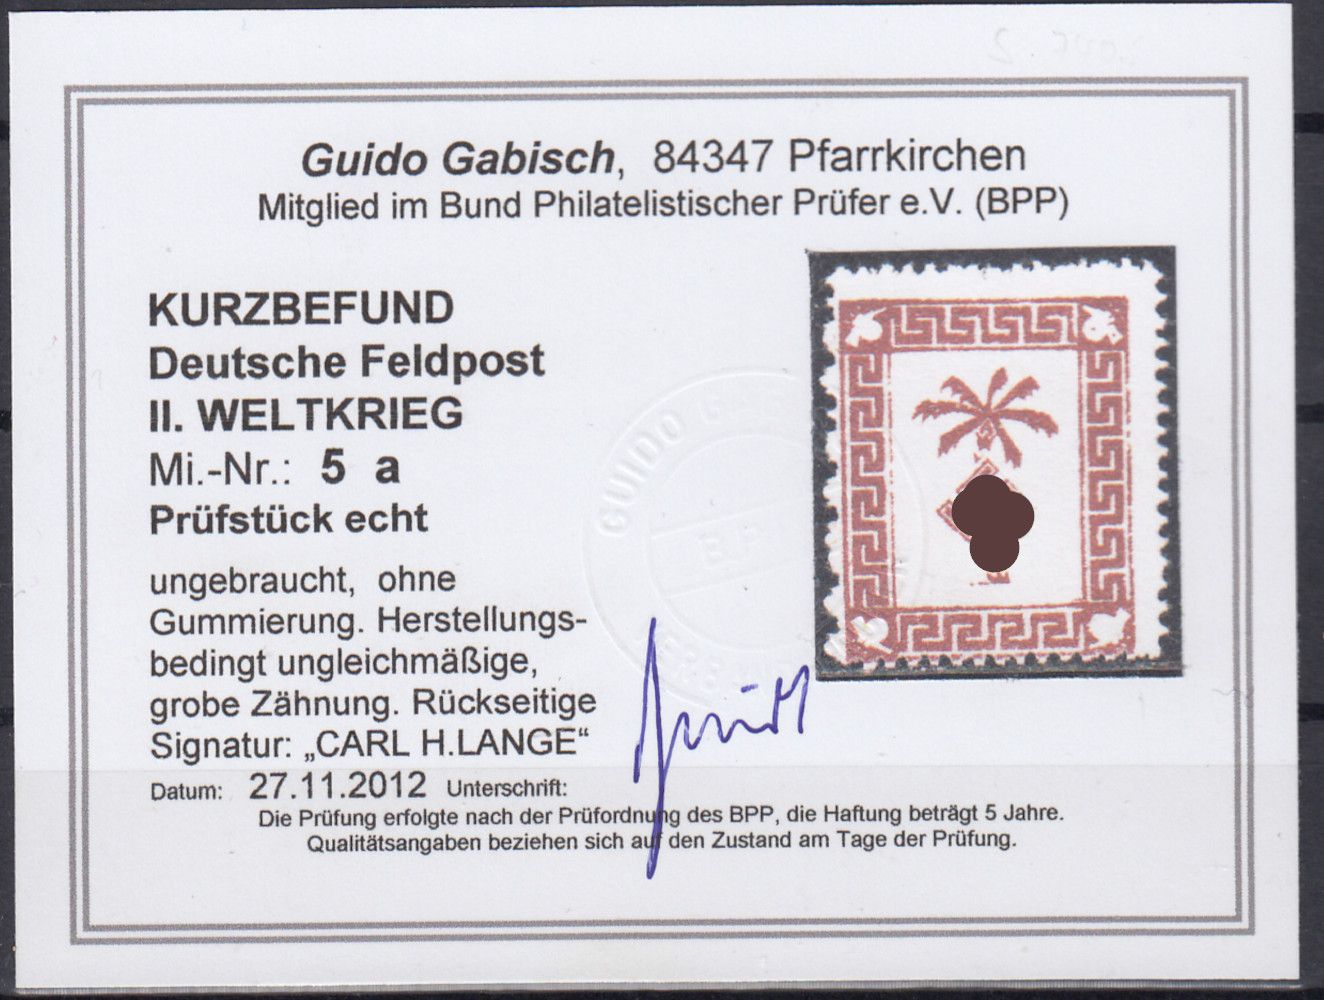 Guido Gabisch, 84347 Pfarrkirchen
Mitglied im Bund Philatelistischer Prüfer e.V. (BPP)
KURZBEFUND
Deutsche Feldpost
II. WELTKRIEG
Mi.-Nr.: 5 a
Prüfstück echt
ungebraucht, ohne
Gummierung. Herstellungs-
bedingt ungleichmäßige,
grobe Zähnung. Rückseitige
Signatur: „CARL H.LANGE“
Datum: 27.11.2012 Unterschrift:
Die Prüfung erfolgte nach der Prüfordnung des BPP, die Haftung beträgt 5 Jahre.
Qualitätsangaben beziehen sich auf den Zustand am Tage der Prüfung.
GUIDO